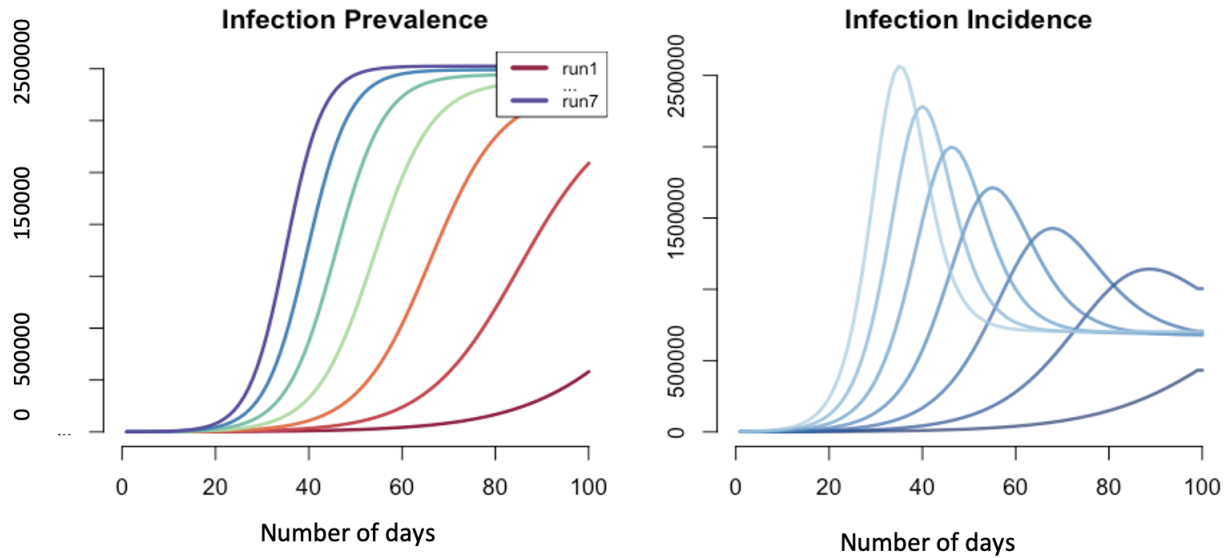 Infection Prevalence
2500000
1500000
500000
0
...
run1
...
run7
0 20 40 60 80 100
Number of days
Infection Incidence
2500000
1500000
500000
0
0 20 40 60 80 100
Number of days